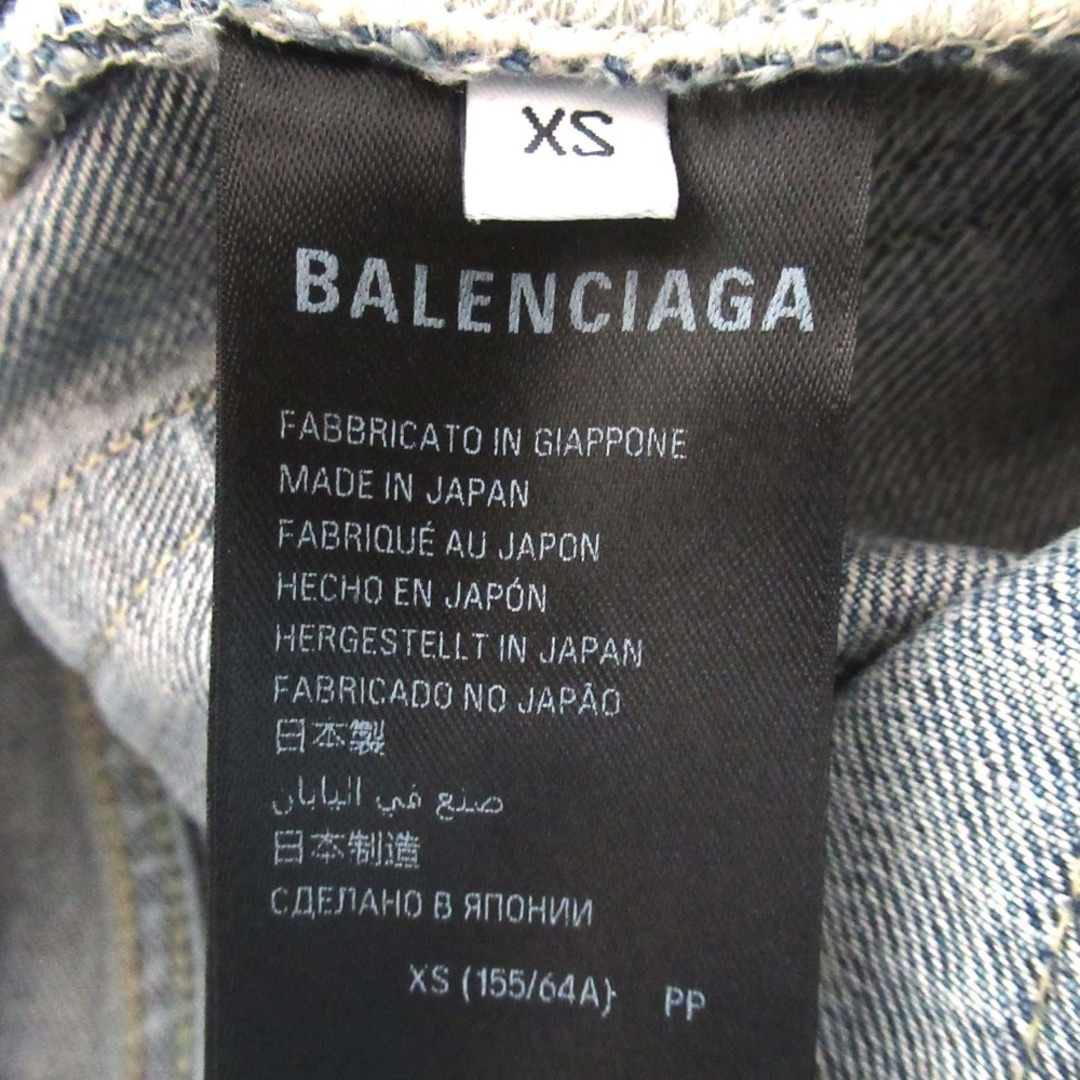 XS
BALENCIAGA
FABBRICATO IN GIAPPONE
MADE IN JAPAN
FABRIQUÉ AU JAPON
HECHO EN JAPÓN
HERGESTELLT IN JAPAN
FABRICADO NO JAPÃO
日本製
صنع في اليابان
日本制造
СДЕЛАНО В ЯПОНИИ
XS (155/64A) PP